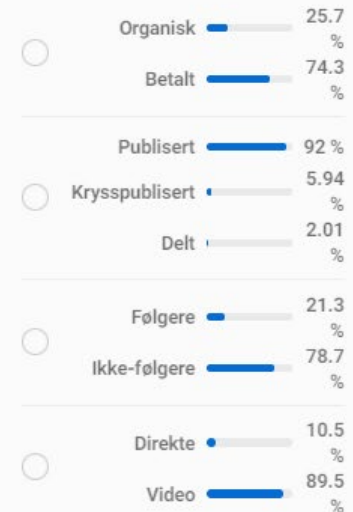 Organisk 25.7 %
Betalt 74.3 %
Publisert 92 %
Krysspublisert 5.94 %
Delt 2.01 %
Følgere 21.3 %
Ikke-følgere 78.7 %
Direkte 10.5 %
Video 89.5 %